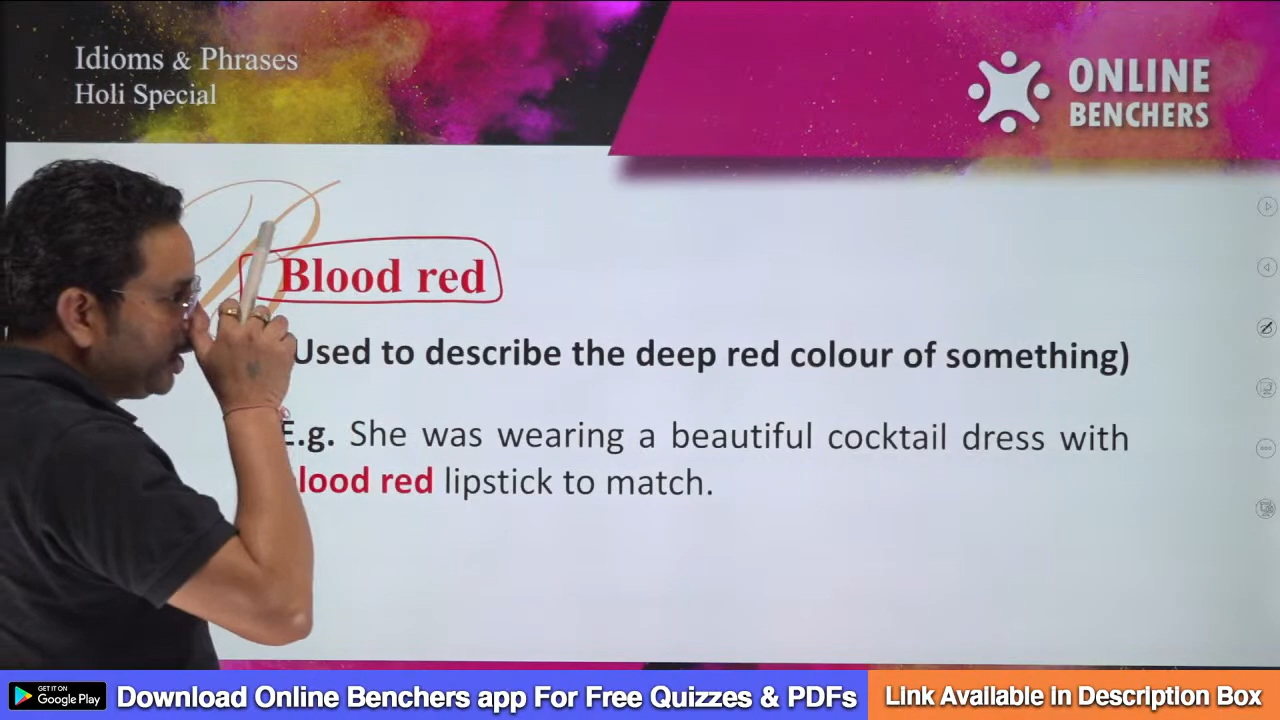 Idioms & Phrases
Holi Special
ONLINE
BENCHERS
Blood red
Used to describe the deep red colour of something)
E.g. She was wearing a beautiful cocktail dress with
blood red lipstick to match.
GET IT ON
Google Play
Download Online Benchers app For Free Quizzes & PDFs
Link Available In Description Box